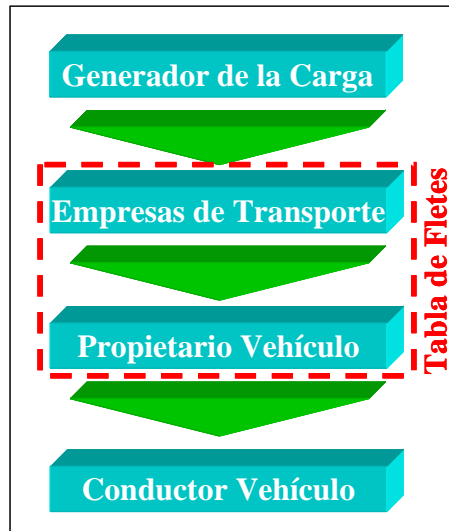 Generador de la Carga
Empresas de Transporte
Propietario Vehículo
Conductor Vehículo
Tabla de Fletes